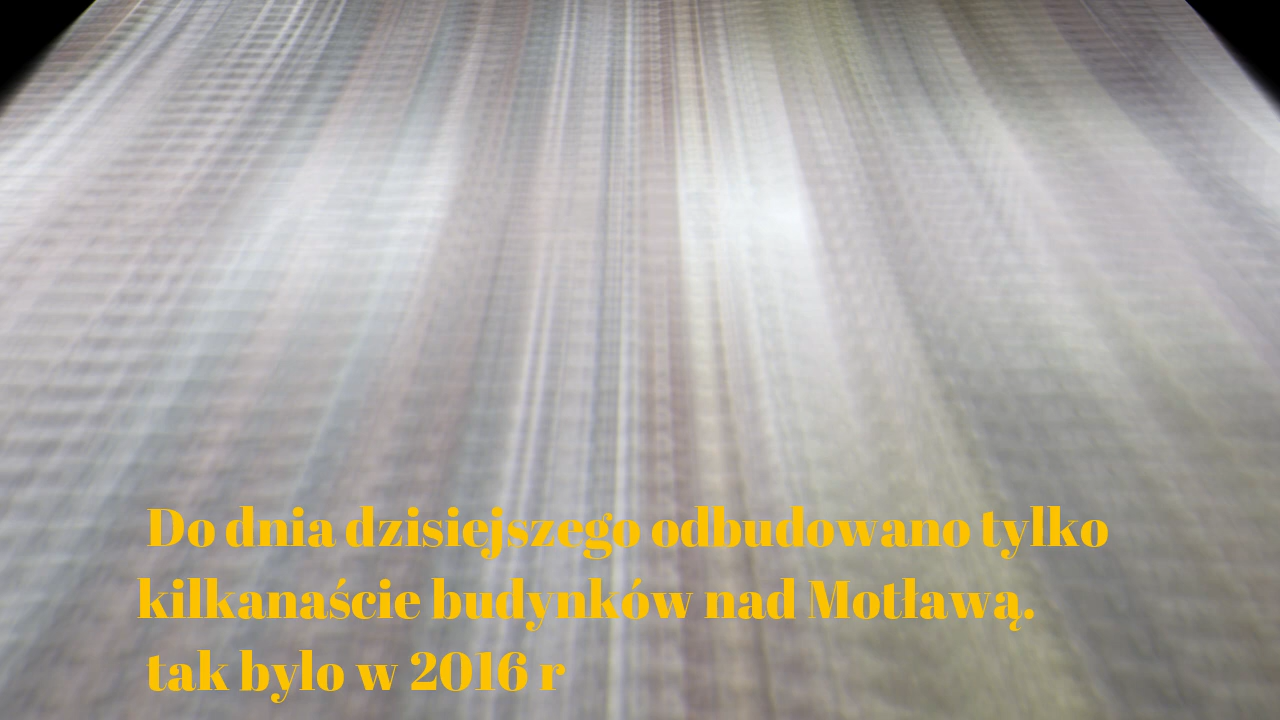 Do dnia dzisiejszego odbudowano tylko
kilkanaście budynków nad Motławą.
tak bylo w 2016 r